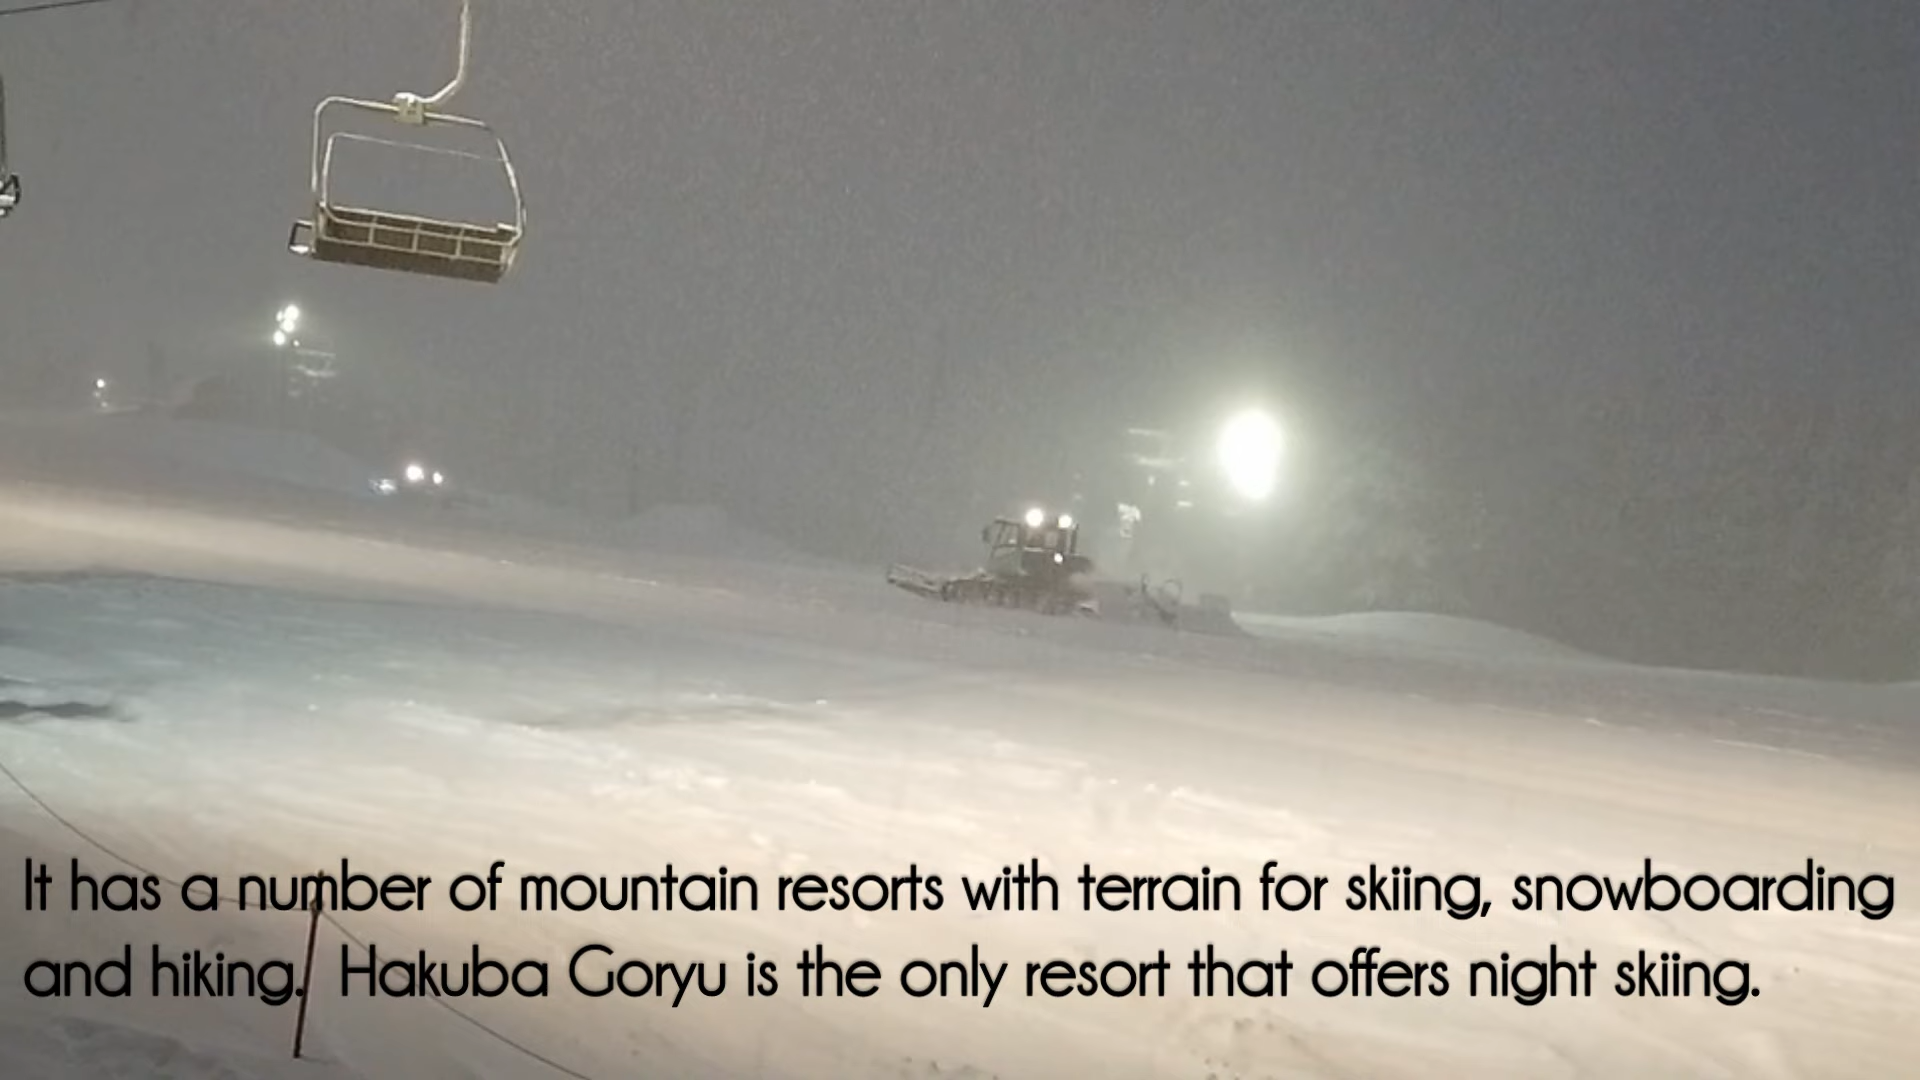 It has a number of mountain resorts with terrain for skiing, snowboarding
and hiking.  Hakuba Goryu is the only resort that offers night skiing.